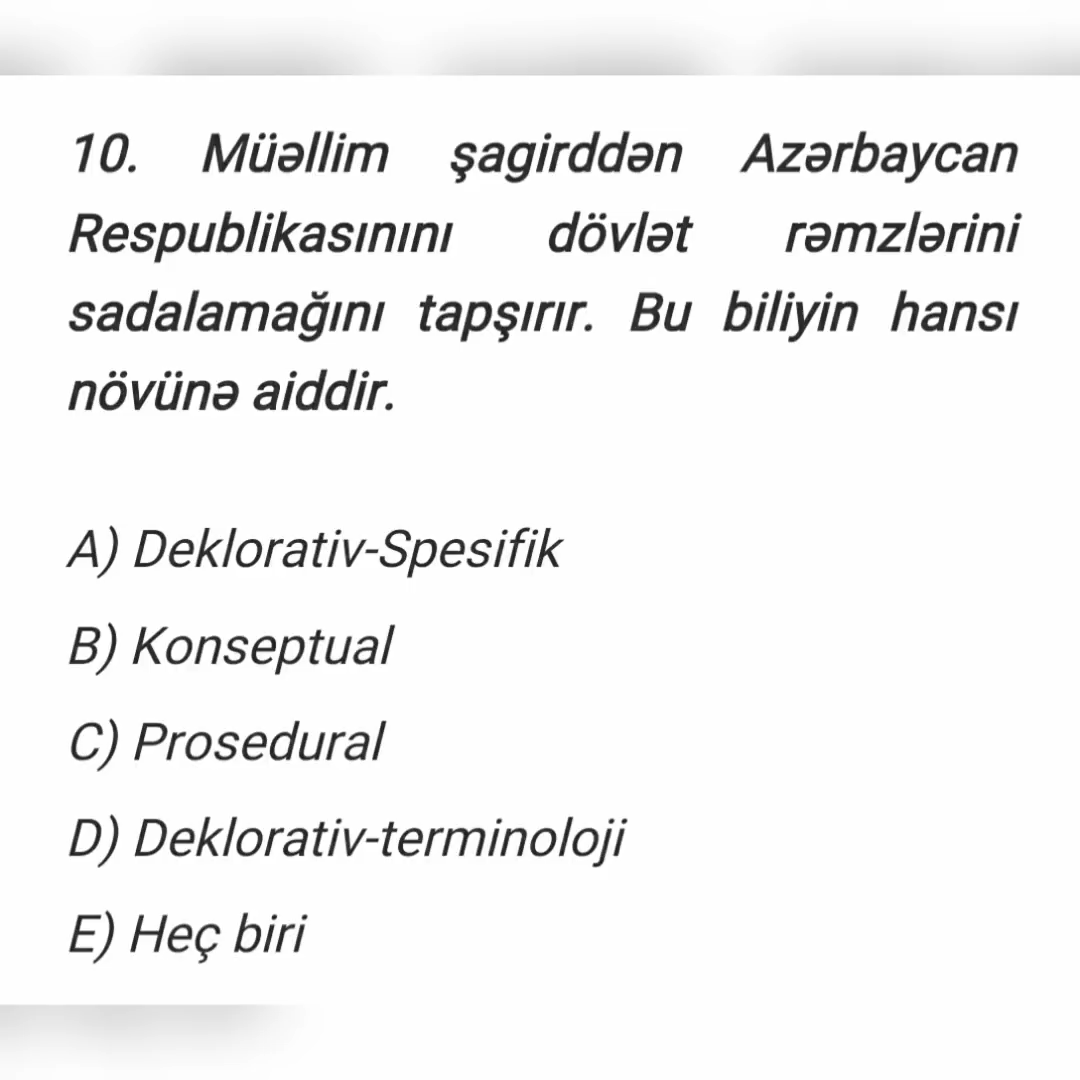 10. Müəllim şagirddən Azərbaycan
Respublikasınını dövlət rəmzlərini
sadalamağını tapşırır. Bu biliyin hansı
növünə aiddir.
A) Deklorativ-Spesifik
B) Konseptual
C) Prosedural
D) Deklorativ-terminoloji
E) Heç biri